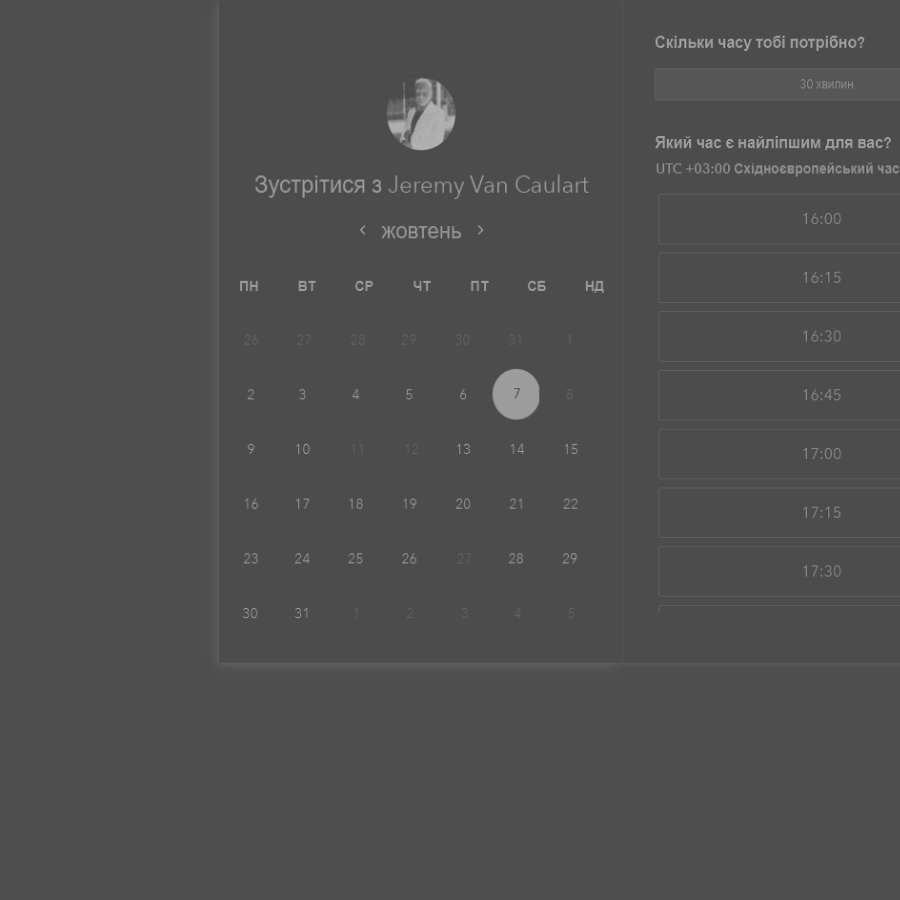 Зустрітися з Jeremy Van Caulart
‹ жовтень ›
ПН ВТ СР ЧТ ПТ СБ НД
26 27 28 29 30 31 1
2 3 4 5 6 7 8
9 10 11 12 13 14 15
16 17 18 19 20 21 22
23 24 25 26 27 28 29
30 31 1 2 3 4 5
Скільки часу тобі потрібно?
30 хвилин
Який час є найліпшим для вас?
UTC +03:00 Східноєвропейський час
16:00
16:15
16:30
16:45
17:00
17:15
17:30